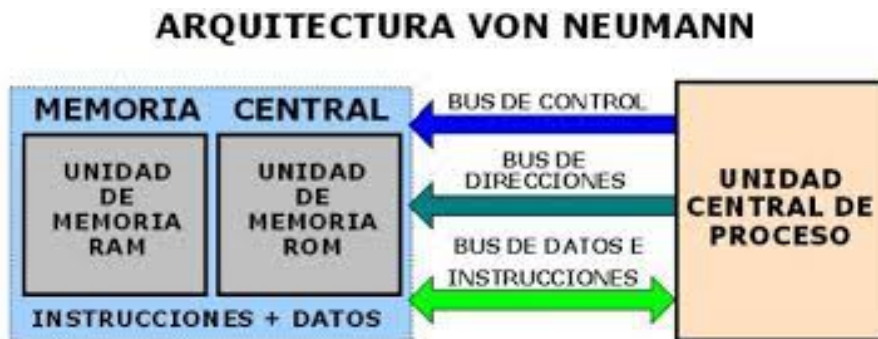 ARQUITECTURA VON NEUMANN
MEMORIA CENTRAL
UNIDAD
DE
MEMORIA
RAM
UNIDAD
DE
MEMORIA
ROM
INSTRUCCIONES + DATOS
BUS DE CONTROL
BUS DE
DIRECCIONES
BUS DE DATOS E
INSTRUCCIONES
UNIDAD
CENTRAL DE
PROCESO